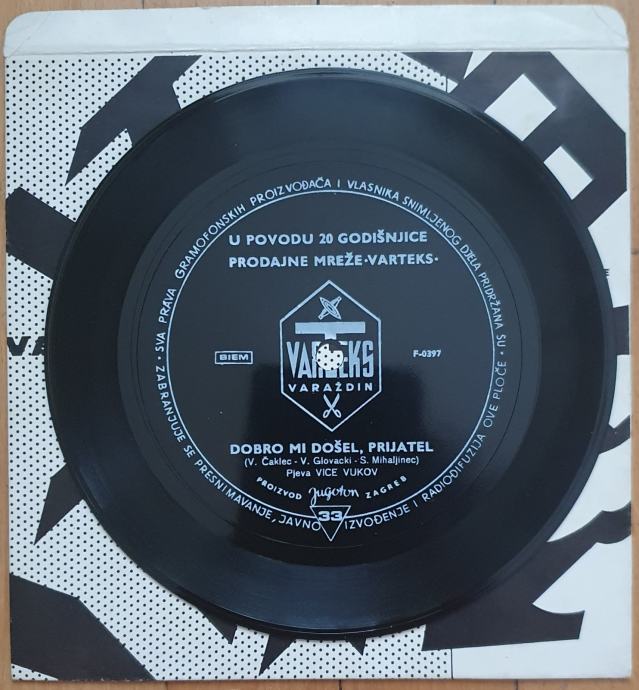 SVA PRAVA GRAMOFONSKIH PROIZVOĐAČA I VLASNIKA SNIMLJENOG DJELA PRIDRŽANA SU · ZABRANJUJE SE PRESNIMAVANJE, JAVNO IZVOĐENJE I RADIODIFUZIJA OVE PLOČE ·
U POVODU 20 GODIŠNJICE
PRODAJNE MREŽE·VARTEKS·
BIEM
VARTEKS
F-0397
VARAŽDIN
DOBRO MI DOŠEL, PRIJATEL
(V. Čaklec - V. Glovacki - S. Mihaljinec)
Pjeva VICE VUKOV
PROIZVOD Jugoton ZAGREB
33